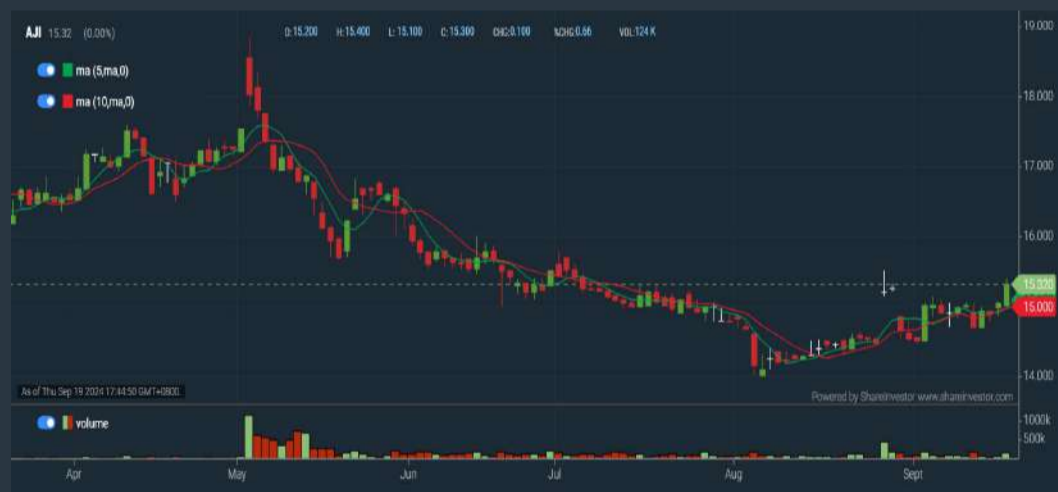 AJI 15.32 (0.00%) O:15.200 H:15.400 L: 15.100 C: 15.300 CHG:0.100 %CHG:0.66 VOL:124 K
ma (5,ma,0)
ma (10,ma,0)
19.000
18.000
17.000
16.000
15.320
15.000
14.000
As of Thu Sep 19 2024 17:44:50 GMT+0800.
Powered by ShareInvestor www.shareinvestor.com
volume
1000k
500k
Apr May Jun Jul Aug Sept